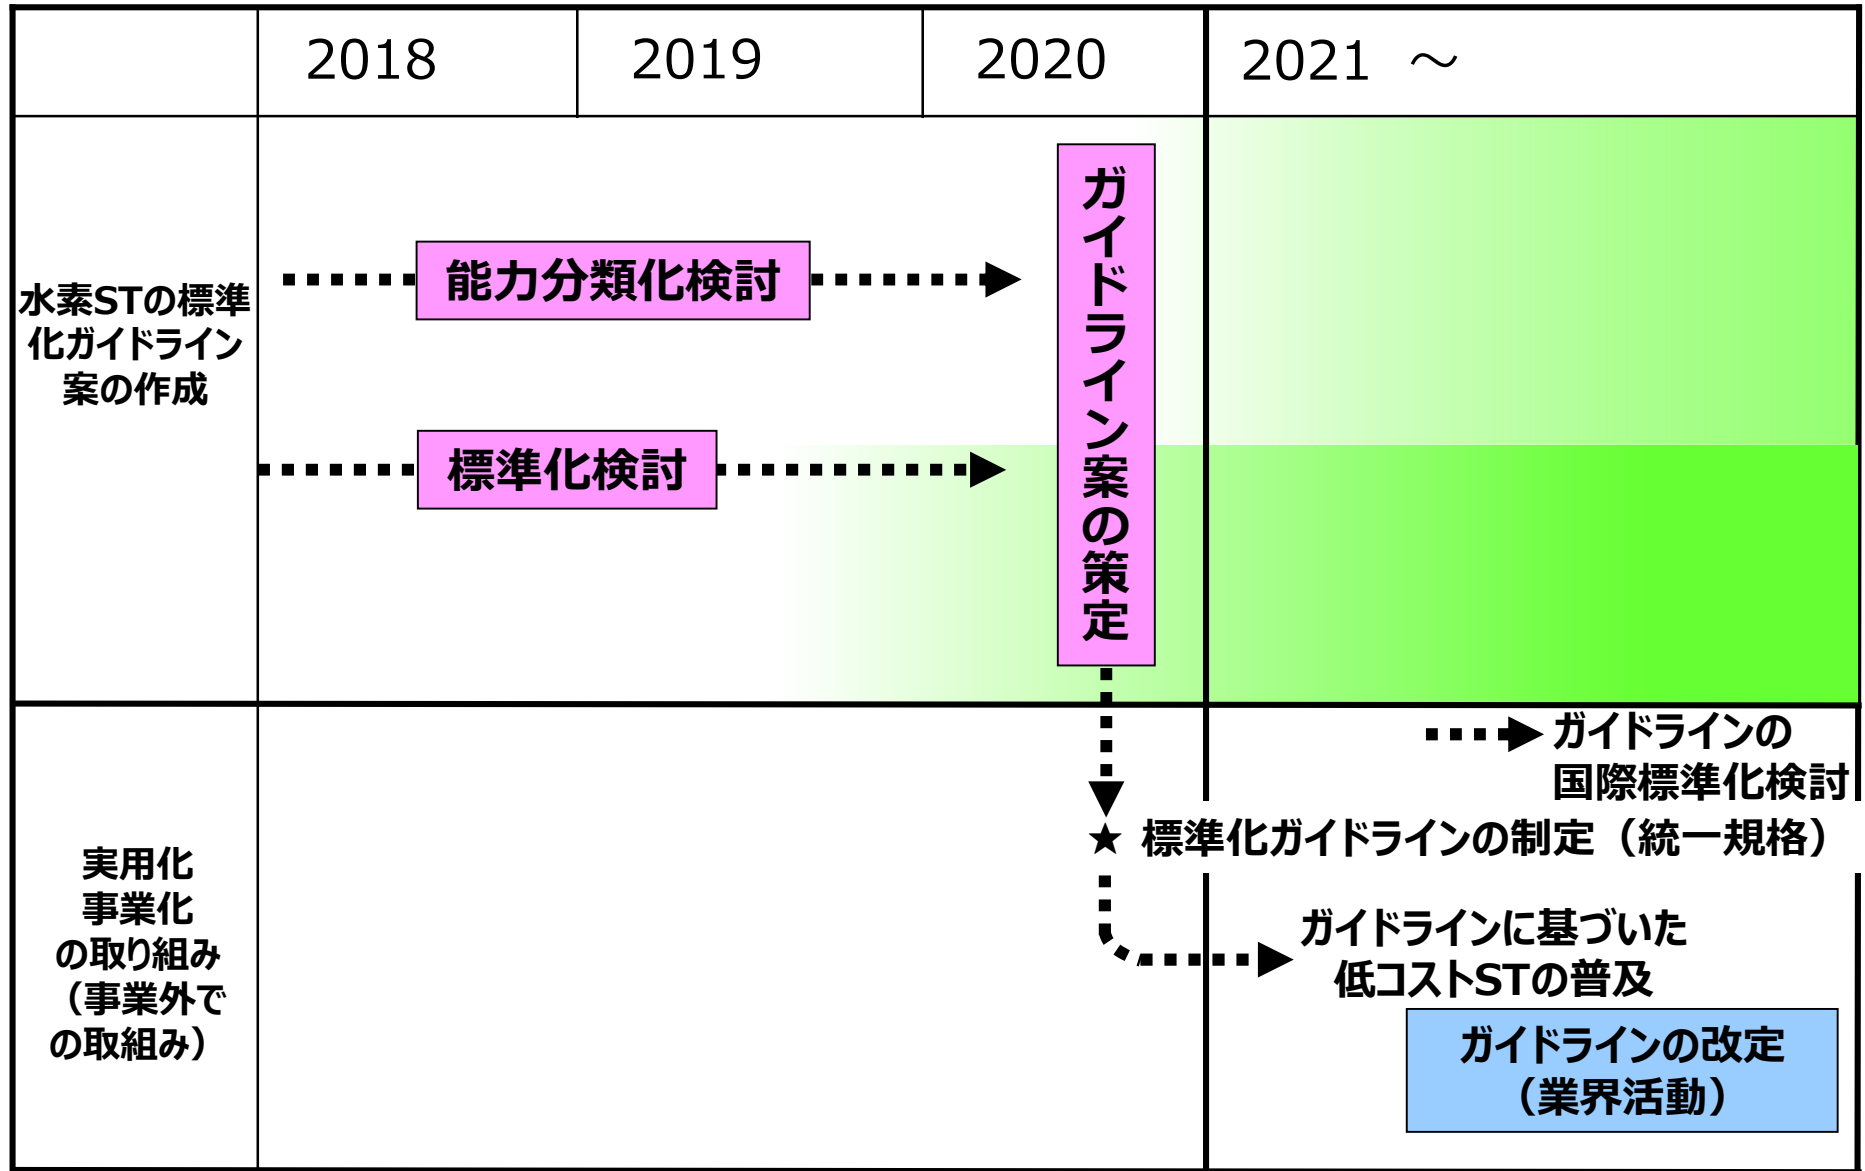 2018
2019
2020
2021 ～
水素STの標準
化ガイドライン
案の作成
能力分類化検討
標準化検討
ガイドライン案の策定
実用化
事業化
の取り組み
（事業外で
の取組み）
ガイドラインの
国際標準化検討
★ 標準化ガイドラインの制定（統一規格）
ガイドラインに基づいた
低コストSTの普及
ガイドラインの改定
（業界活動）